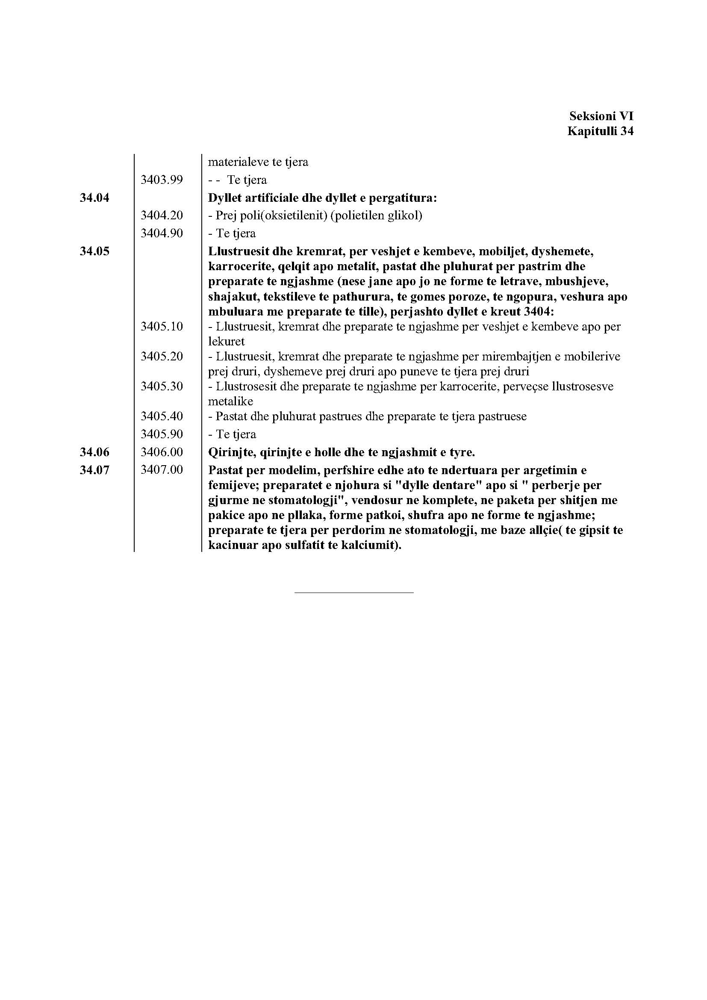 Seksioni VI
Kapitulli 34
materialeve te tjera
3403.99 - -  Te tjera
34.04 Dyllet artificiale dhe dyllet e pergatitura:
3404.20 - Prej poli(oksietilenit) (polietilen glikol)
3404.90 - Te tjera
34.05 Llustruesit dhe kremrat, per veshjet e kembeve, mobiljet, dyshemete,
karrocerite, qelqit apo metalit, pastat dhe pluhurat per pastrim dhe
preparate te ngjashme (nese jane apo jo ne forme te letrave, mbushjeve,
shajakut, tekstileve te pathurura, te gomes poroze, te ngopura, veshura apo
mbuluara me preparate te tille), perjashto dyllet e kreut 3404:
3405.10 - Llustruesit, kremrat dhe preparate te ngjashme per veshjet e kembeve apo per
lekuret
3405.20 - Llustruesit, kremrat dhe preparate te ngjashme per mirembajtjen e mobilerive
prej druri, dyshemeve prej druri apo puneve te tjera prej druri
3405.30 - Llustrosesit dhe preparate te ngjashme per karrocerite, perveçse llustrosesve
metalike
3405.40 - Pastat dhe pluhurat pastrues dhe preparate te tjera pastruese
3405.90 - Te tjera
34.06 3406.00 Qirinjte, qirinjte e holle dhe te ngjashmit e tyre.
34.07 3407.00 Pastat per modelim, perfshire edhe ato te ndertuara per argetimin e
femijeve; preparatet e njohura si "dylle dentare" apo si " perberje per
gjurme ne stomatologji", vendosur ne komplete, ne paketa per shitjen me
pakice apo ne pllaka, forme patkoi, shufra apo ne forme te ngjashme;
preparate te tjera per perdorim ne stomatologji, me baze allçie( te gipsit te
kacinuar apo sulfatit te kalciumit).